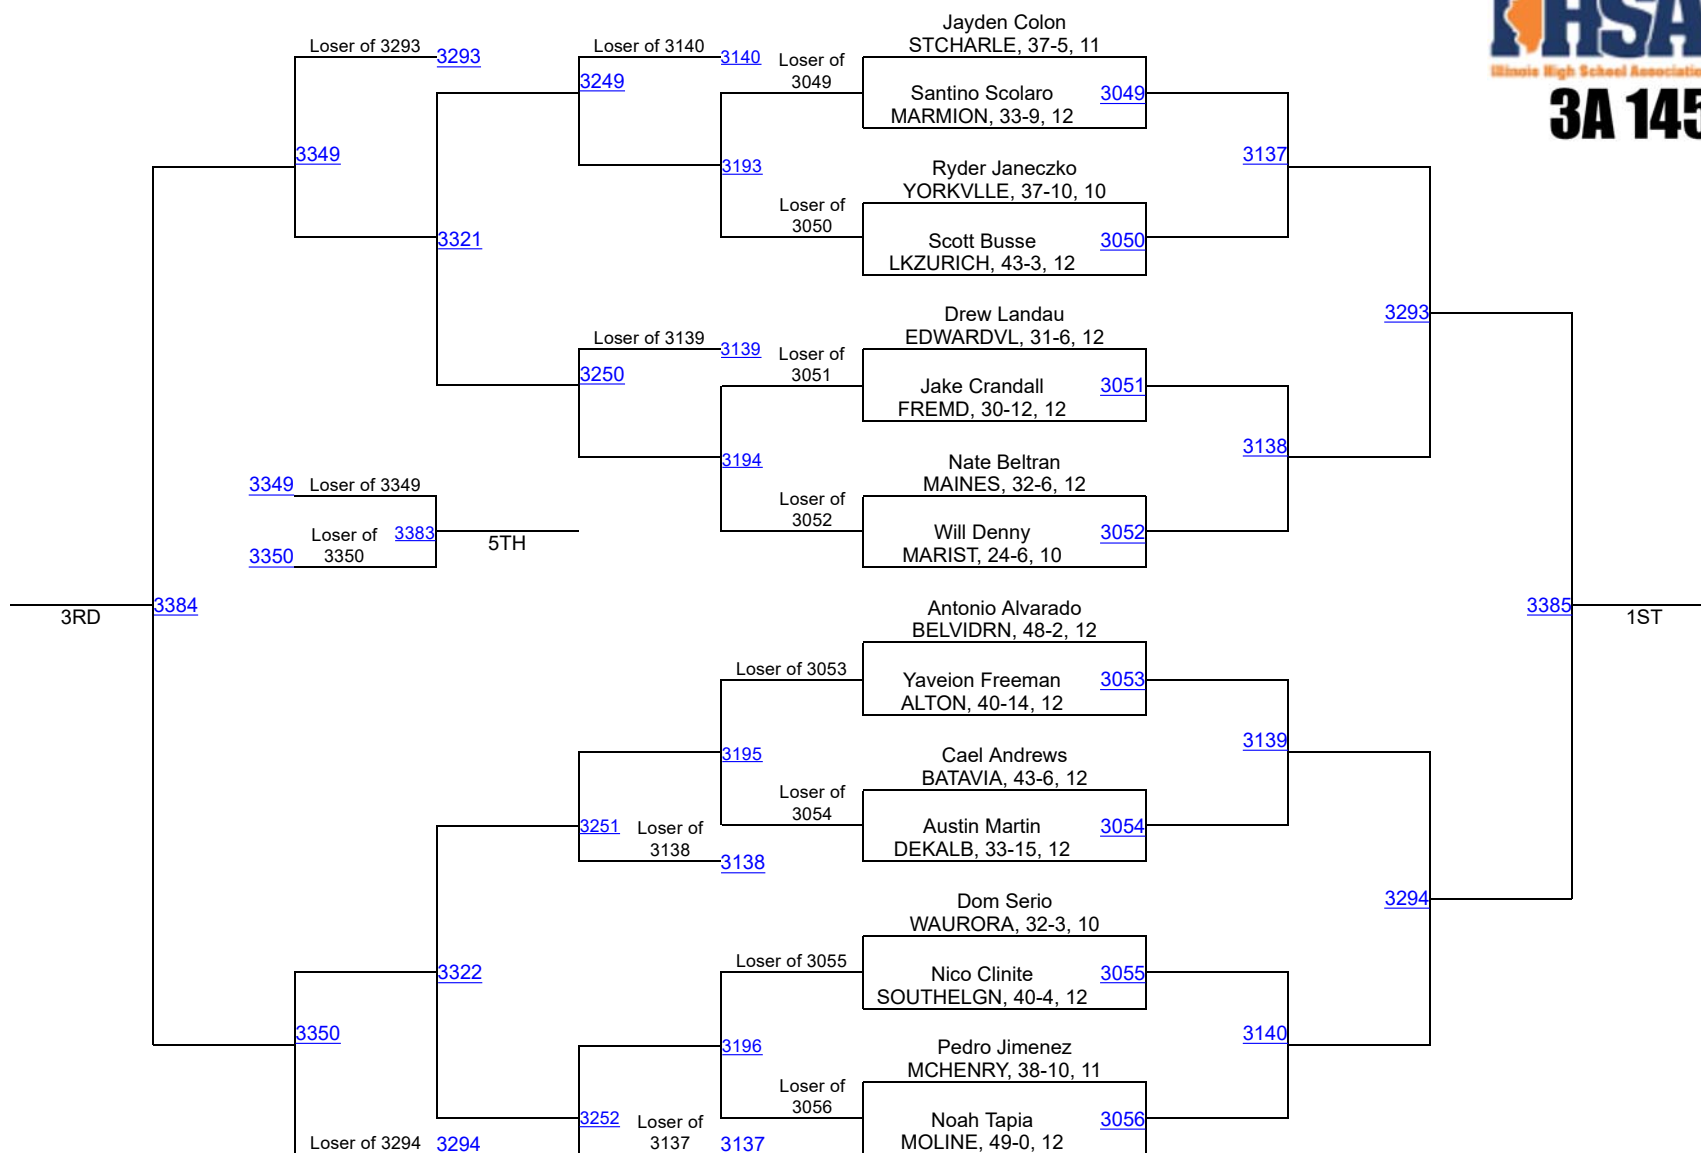 HSA
Illinois High School Associatio
3A 145
Jayden Colon
STCHARLE, 37-5, 11
Loser of 3293
3293
Loser of 3140
3140
Loser of
3049
3249
Santino Scolaro
MARMION, 33-9, 12
3049
3349
3193
Ryder Janeczko
YORKVLLE, 37-10, 10
3137
Loser of
3050
3321
Scott Busse
LKZURICH, 43-3, 12
3050
Drew Landau
EDWARDVL, 31-6, 12
3293
Loser of 3139
3139
Loser of
3051
3250
Jake Crandall
FREMD, 30-12, 12
3051
3194
Nate Beltran
MAINES, 32-6, 12
3138
3349
Loser of 3349
Loser of
3052
Loser of
3350
3383
3350
5TH
Will Denny
MARIST, 24-6, 10
3052
3RD
3384
Antonio Alvarado
BELVIDRN, 48-2, 12
3385
1ST
Loser of 3053
Yaveion Freeman
ALTON, 40-14, 12
3053
3195
Cael Andrews
BATAVIA, 43-6, 12
3139
Loser of
3054
3251
Loser of
3138
3138
Austin Martin
DEKALB, 33-15, 12
3054
Dom Serio
WAURORA, 32-3, 10
3294
Loser of 3055
3322
Nico Clinite
SOUTHELGN, 40-4, 12
3055
3350
3196
Pedro Jimenez
MCHENRY, 38-10, 11
3140
Loser of
3056
3252
Loser of
3137
3137
Noah Tapia
MOLINE, 49-0, 12
3056
Loser of 3294
3294